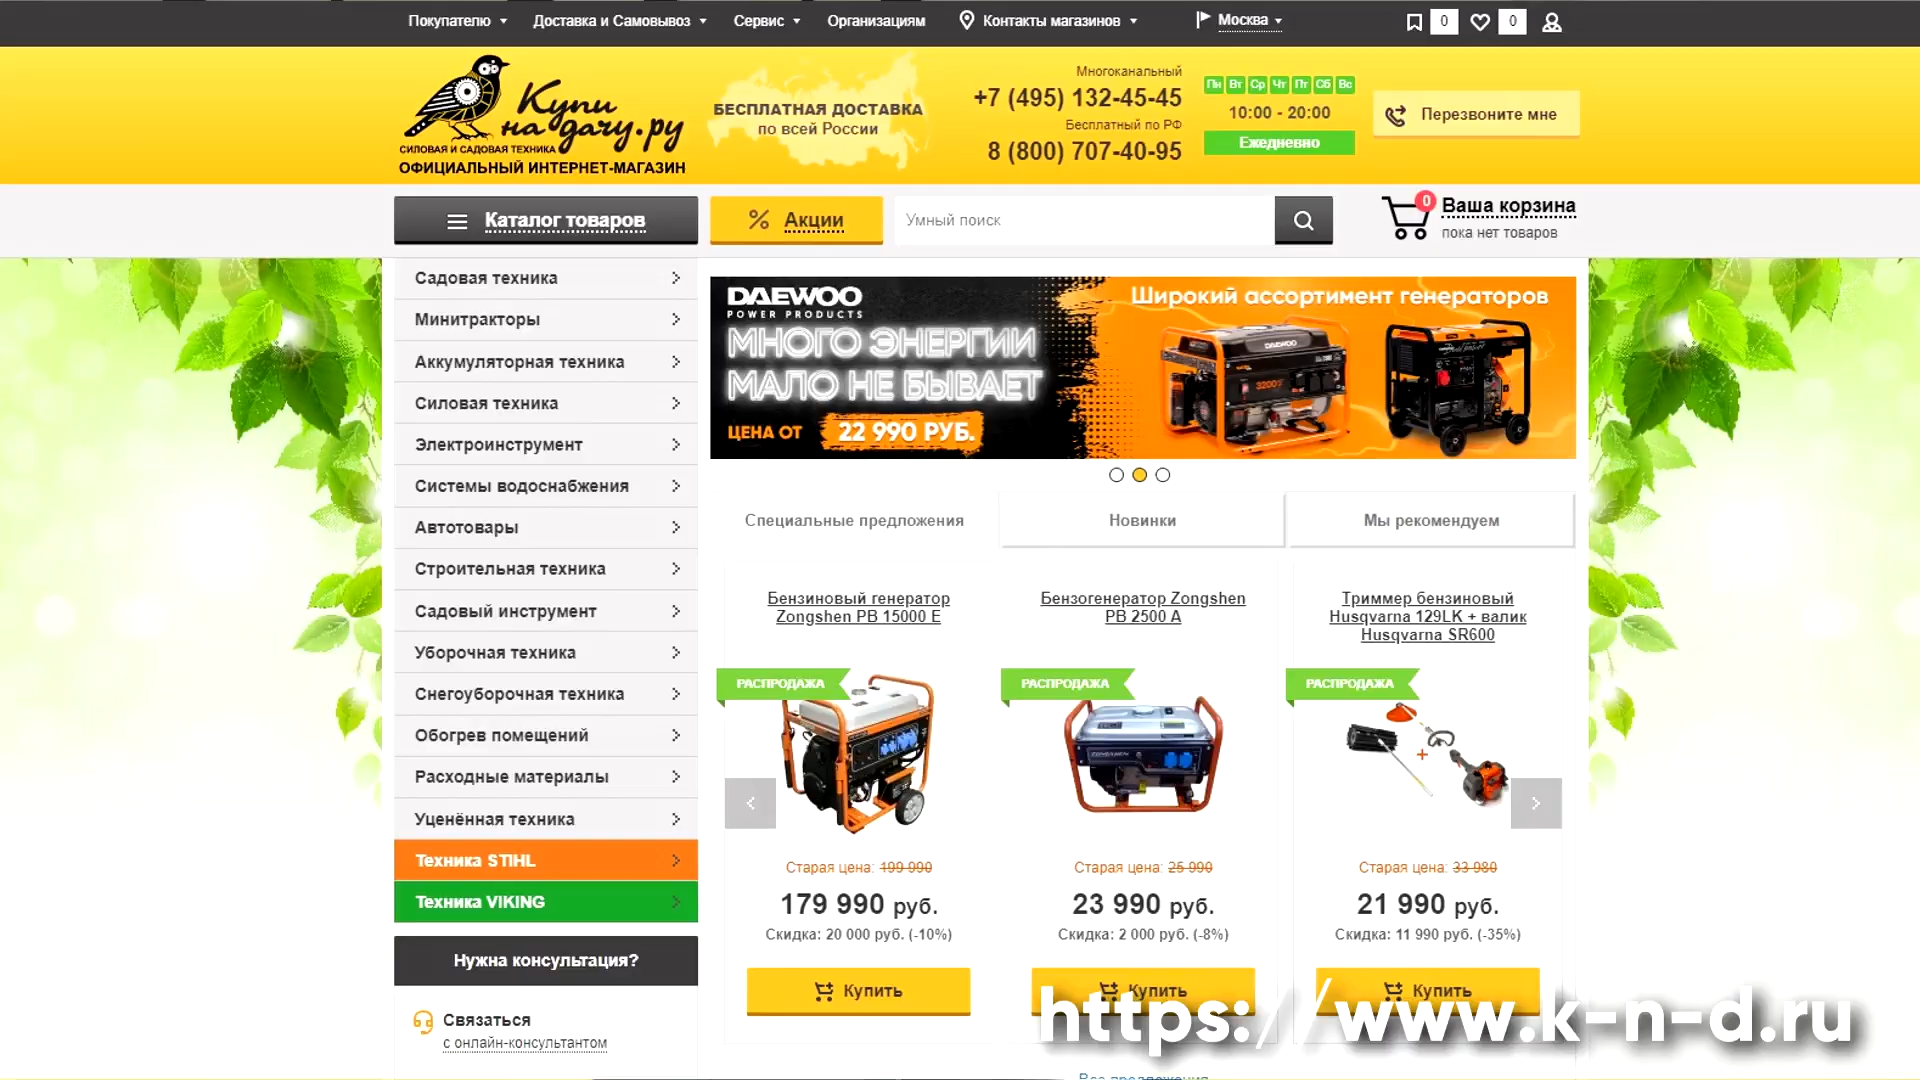 Покупателю
Доставка и Самовывоз
Сервис
Организациям
Контакты магазинов
Москва
0
0
Купи
на дачу.ру
СИЛОВАЯ И САДОВАЯ ТЕХНИКА
ОФИЦИАЛЬНЫЙ ИНТЕРНЕТ-МАГАЗИН
БЕСПЛАТНАЯ ДОСТАВКА
по всей России
Многоканальный
+7 (495) 132-45-45
Бесплатный по РФ
8 (800) 707-40-95
Пн Вт Ср Чт Пт Сб Вс
10:00 - 20:00
Ежедневно
Перезвоните мне
Каталог товаров
% Акции
Умный поиск
0
Ваша корзина
пока нет товаров
Садовая техника
Минитракторы
Аккумуляторная техника
Силовая техника
Электроинструмент
Системы водоснабжения
Автотовары
Строительная техника
Садовый инструмент
Уборочная техника
Снегоуборочная техника
Обогрев помещений
Расходные материалы
Уценённая техника
Техника STIHL
Техника VIKING
Нужна консультация?
Связаться
с онлайн-консультантом
DAEWOO
POWER PRODUCTS
МНОГО ЭНЕРГИИ
МАЛО НЕ БЫВАЕТ
ЦЕНА ОТ 22 990 РУБ.
Широкий ассортимент генераторов
DAEWOO
3200
Специальные предложения
Новинки
Мы рекомендуем
Бензиновый генератор
Zongshen PB 15000 E
РАСПРОДАЖА
Старая цена: 199 990
179 990 руб.
Скидка: 20 000 руб. (-10%)
Купить
Бензогенератор Zongshen
PB 2500 A
РАСПРОДАЖА
Старая цена: 25 990
23 990 руб.
Скидка: 2 000 руб. (-8%)
Купить
Триммер бензиновый
Husqvarna 129LK + валик
Husqvarna SR600
РАСПРОДАЖА
Старая цена: 33 980
21 990 руб.
Скидка: 11 990 руб. (-35%)
Купить
https://www.k-n-d.ru
Все предложения